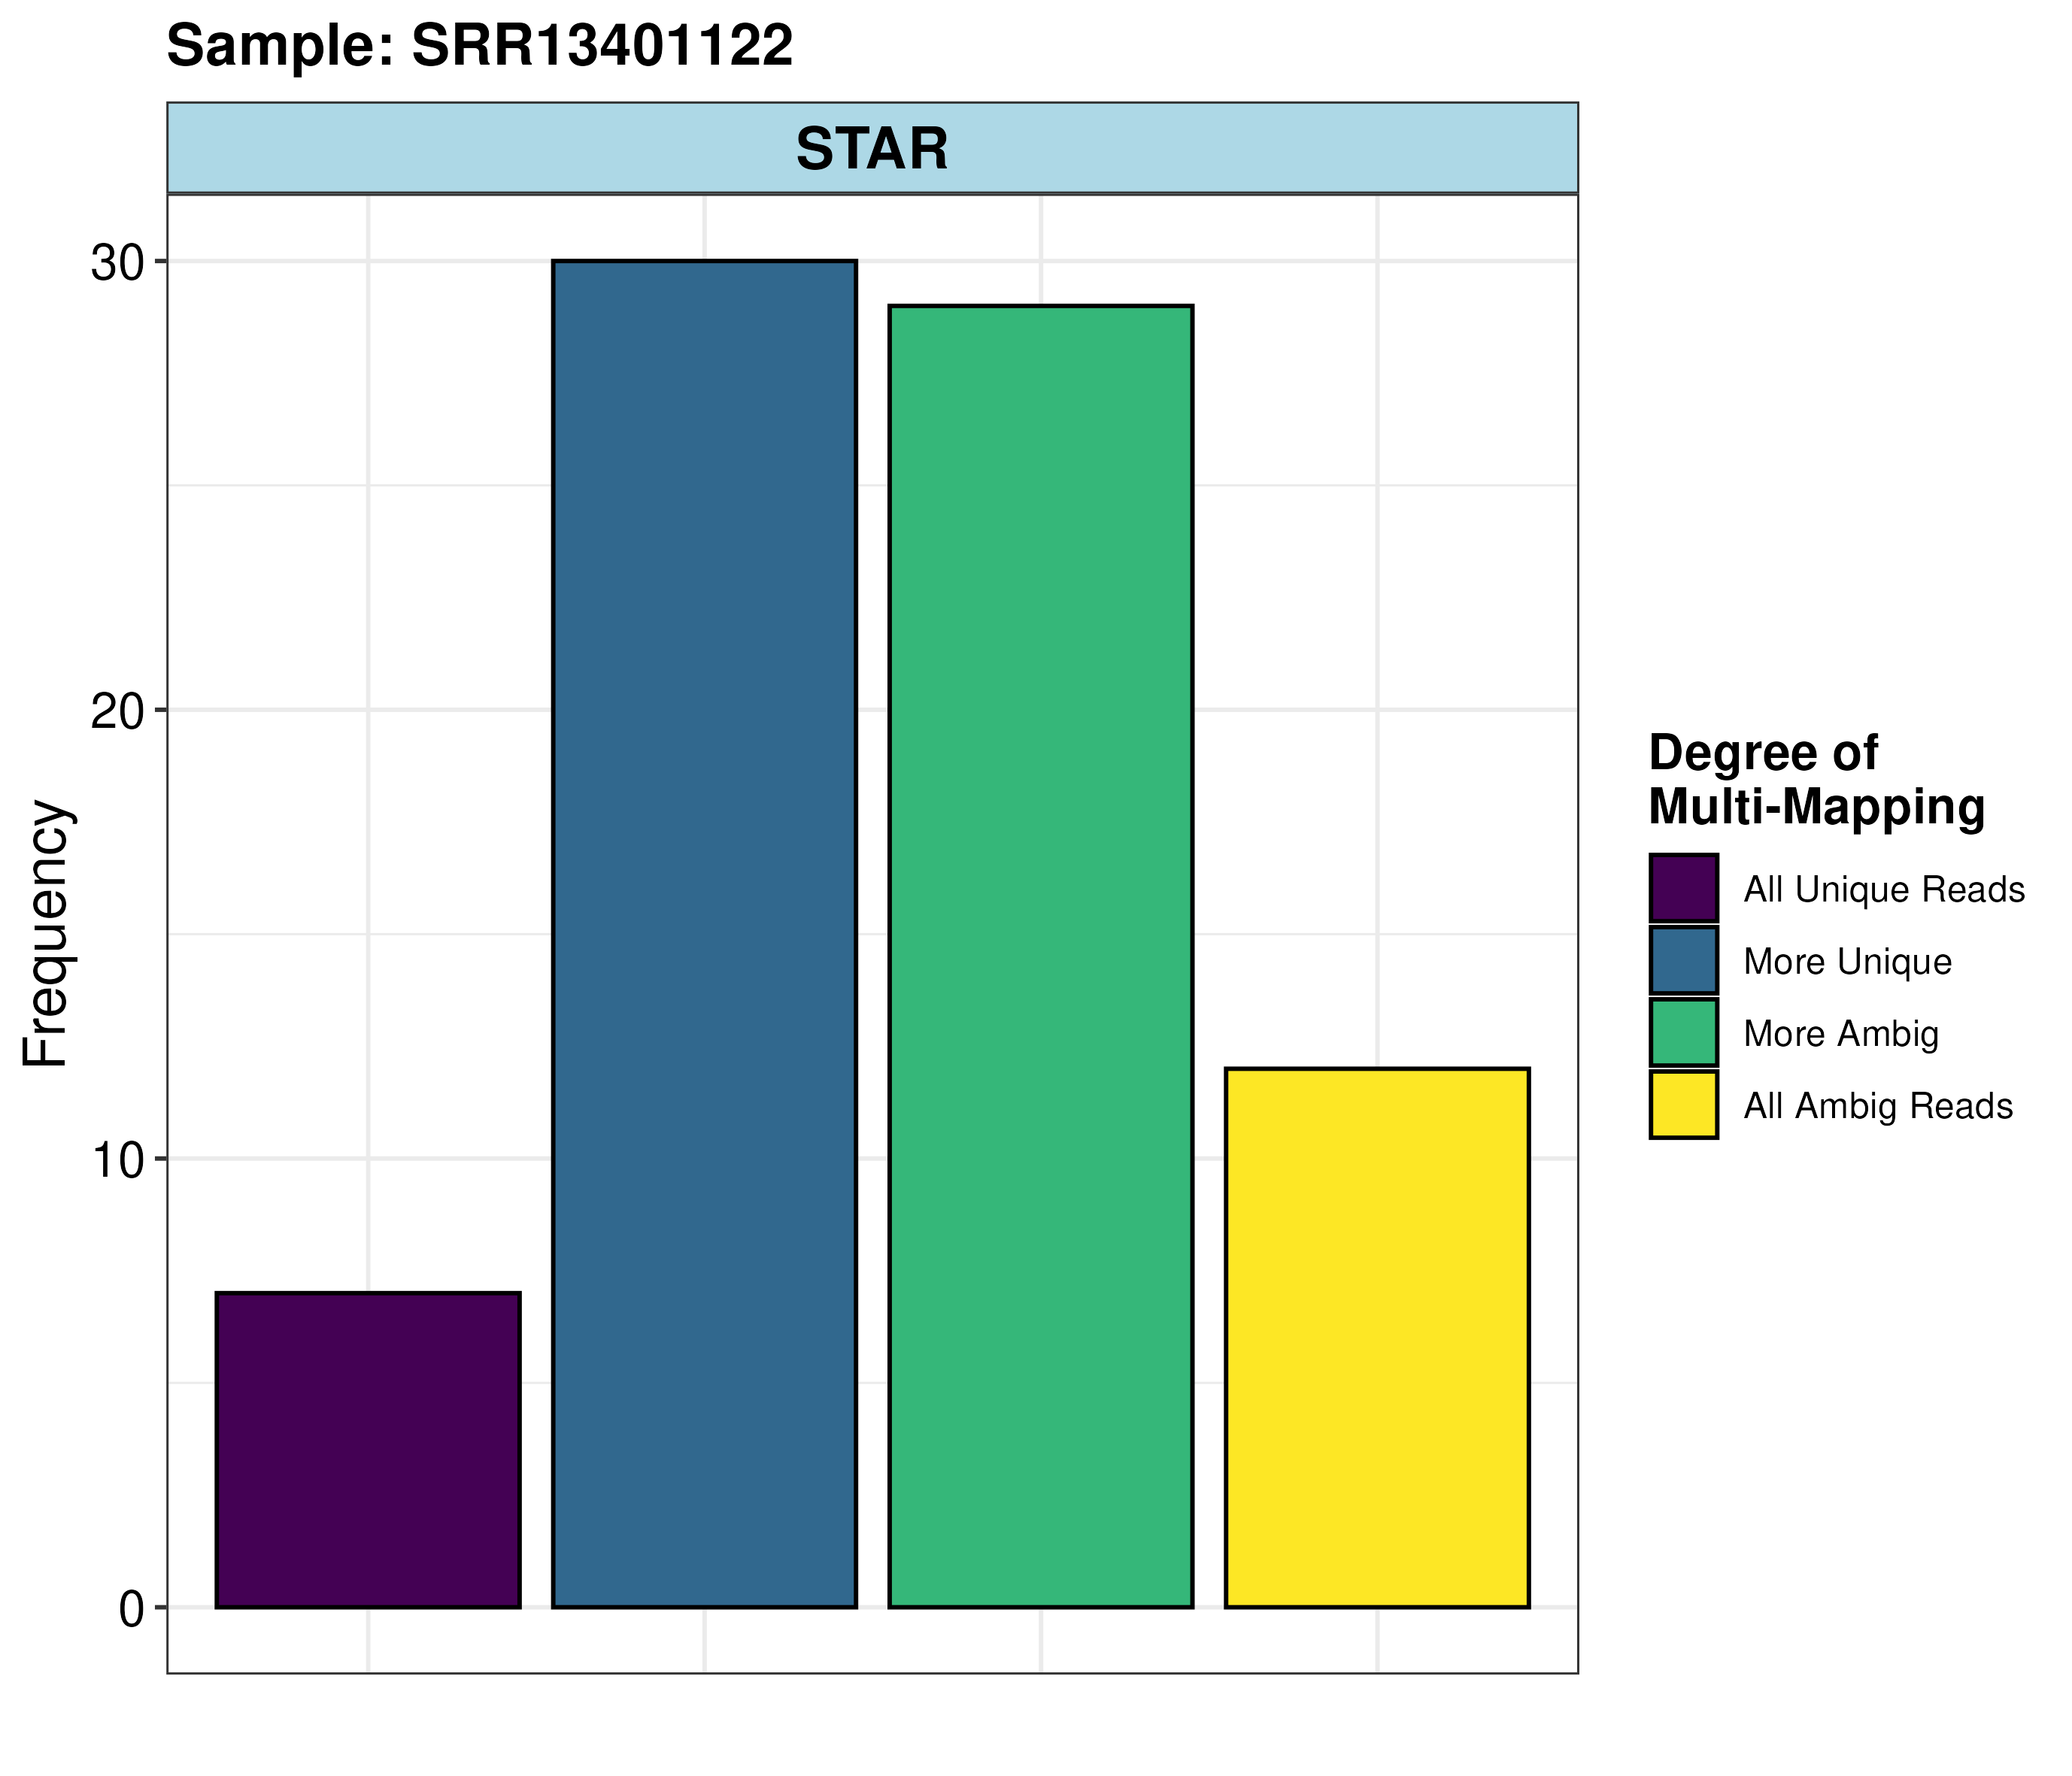 Sample: SRR13401122
STAR
30
20
10
0
Frequency
Degree of
Multi-Mapping
All Unique Reads
More Unique
More Ambig
All Ambig Reads